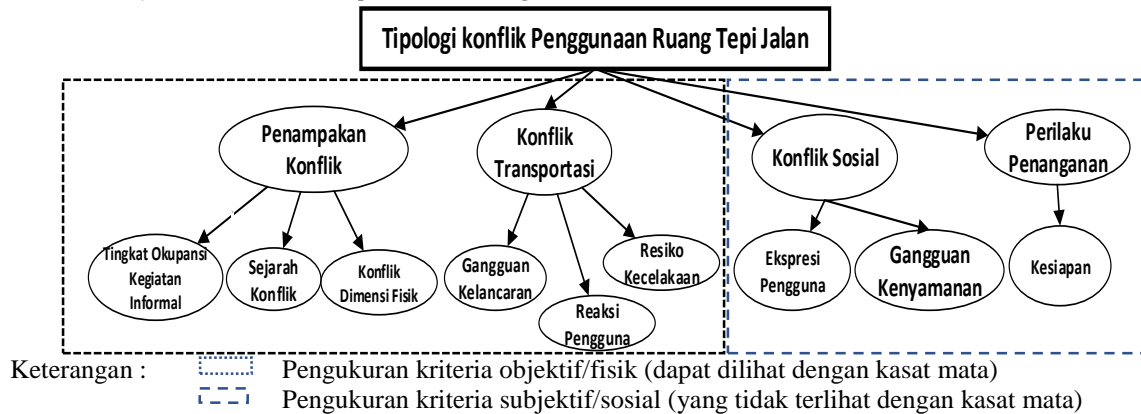 Tipologi konflik Penggunaan Ruang Tepi Jalan
Penampakan
Konflik
Konflik
Transportasi
Konflik Sosial
Perilaku
Penanganan
Tingkat Okupansi
Kegiatan
Informal
Sejarah
Konflik
Konflik
Dimensi Fisik
Gangguan
Kelancaran
Reaksi
Pengguna
Resiko
Kecelakaan
Ekspresi
Pengguna
Gangguan
Kenyamanan
Kesiapan
Keterangan :
Pengukuran kriteria objektif/fisik (dapat dilihat dengan kasat mata)
Pengukuran kriteria subjektif/sosial (yang tidak terlihat dengan kasat mata)